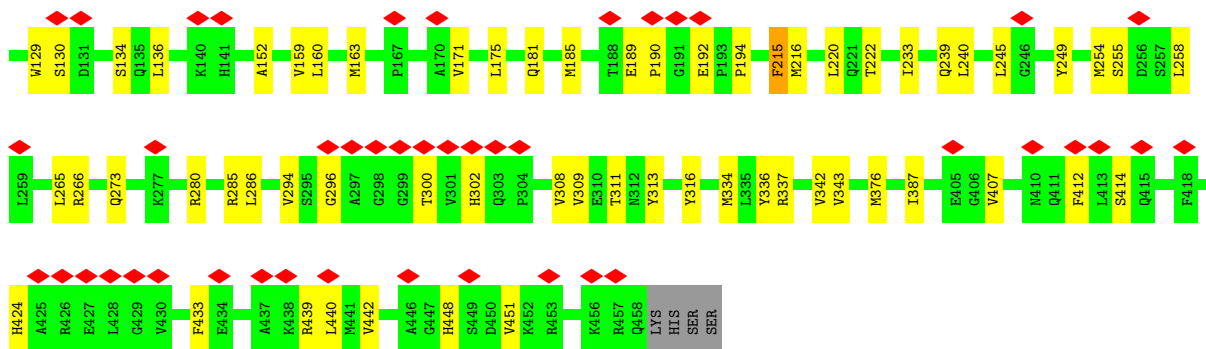 W129 S130 D131 S134 Q135 L136 K140 H141 A152 V159 L160 M163 P167 A170 V171 L175 Q181 M185 T188 E189 P190 G191 E192 P193 P194 F215 M216 L220 Q221 T222 I233 Q239 L240 L245 G246 Y249 M254 S255 D256 S257 L258
L259 L265 R266 Q273 K277 R280 R285 L286 V294 S295 G296 A297 G298 G299 T300 V301 H302 Q303 P304 V308 V309 E310 T311 N312 Y313 Y316 M334 L335 Y336 R337 V342 V343 M376 I387 E405 G406 V407 N410 Q411 F412 L413 S414 Q415 F418
H424 A425 R426 E427 L428 G429 V430 F433 E434 A437 K438 R439 L440 M441 V442 A446 G447 H448 S449 D450 V451 K452 R453 K456 R457 Q458 LYS HIS SER SER